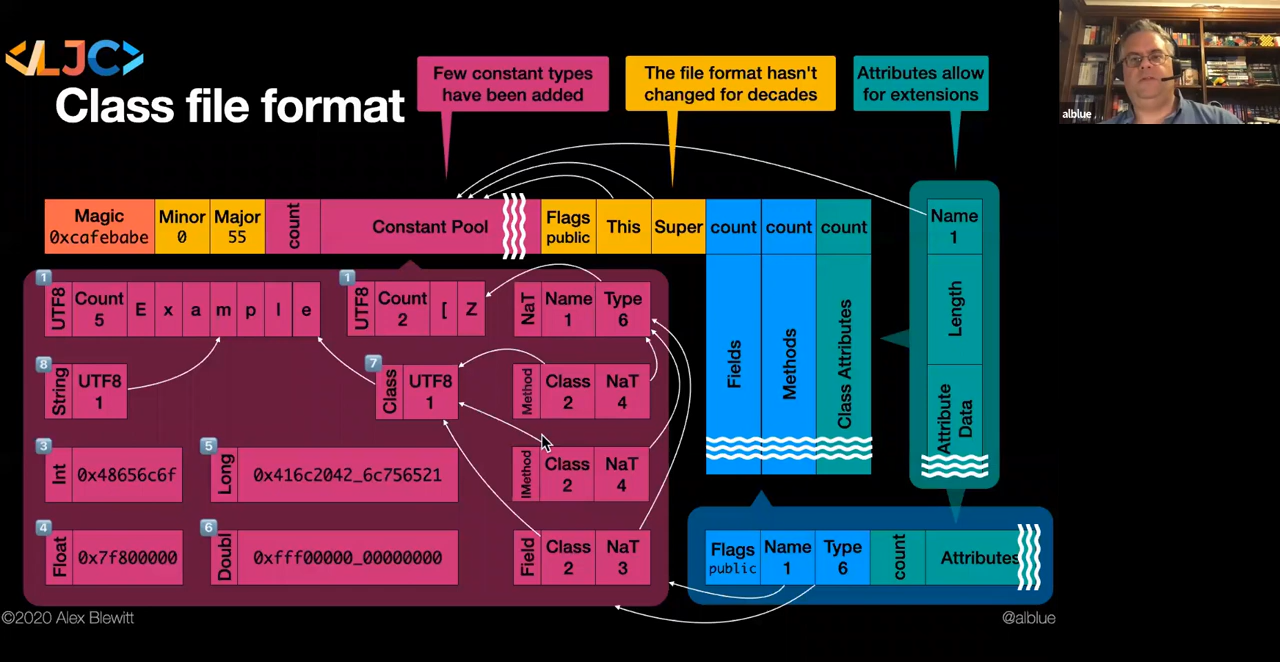 <LJC>
Class file format
Few constant types
have been added
The file format hasn't
changed for decades
Attributes allow
for extensions
alblue
Magic
0xcafebabe
Minor
0
Major
55
count
Constant Pool
Flags
public
This
Super
count
count
count
Name
1
Length
Attribute
Data
Fields
Methods
Class Attributes
1
UTF8
Count
5
E
x
a
m
p
l
e
1
UTF8
Count
2
[
Z
NaT
Name
1
Type
6
8
String
UTF8
1
7
Class
UTF8
1
Method
Class
2
NaT
4
3
Int
0x48656c6f
5
Long
0x416c2042_6c756521
IMethod
Class
2
NaT
4
4
Float
0x7f800000
6
Doubl
0xfff00000_00000000
Field
Class
2
NaT
3
Flags
public
Name
1
Type
6
count
Attributes
©2020 Alex Blewitt
@alblue